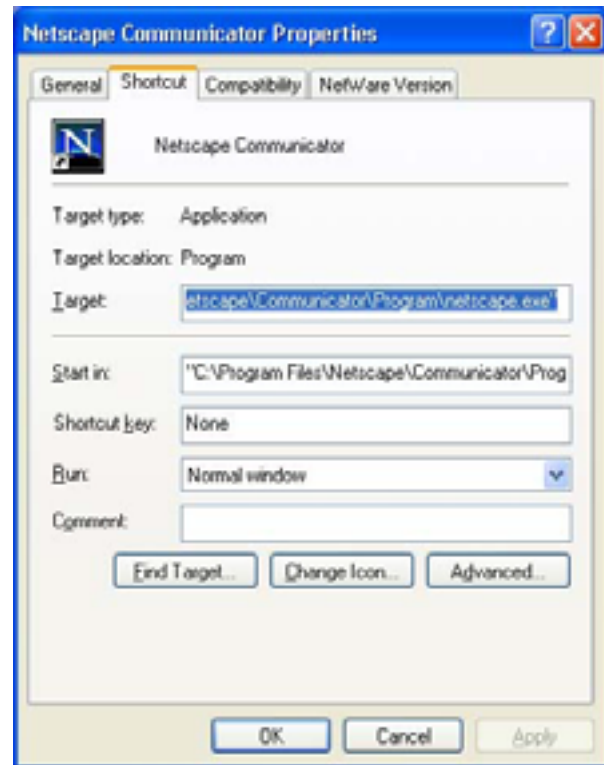 Netscape Communicator Properties
General Shortcut Compatibility NetWare Version
N Netscape Communicator
Target type: Application
Target location: Program
Target: etscape\Communicator\Program\netscape.exe"
Start in: "C:\Program Files\Netscape\Communicator\Prog
Shortcut key: None
Run: Normal window
Comment:
Find Target... Change Icon... Advanced...
OK Cancel Apply